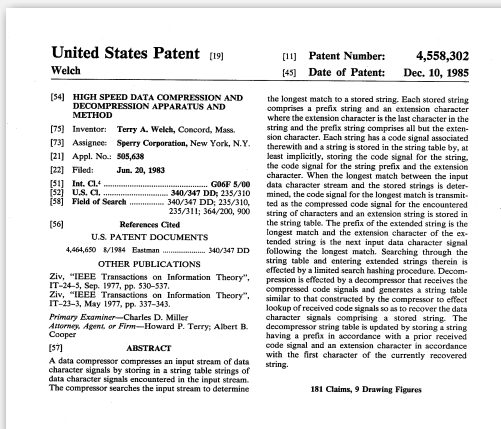 United States Patent [19]
Welch
[11] Patent Number: 4,558,302
[45] Date of Patent: Dec. 10, 1985
[54] HIGH SPEED DATA COMPRESSION AND
DECOMPRESSION APPARATUS AND
METHOD
[75] Inventor: Terry A. Welch, Concord, Mass.
[73] Assignee: Sperry Corporation, New York, N.Y.
[21] Appl. No.: 505,638
[22] Filed: Jun. 20, 1983
[51] Int. Cl.⁴ ........................................ G06F 5/00
[52] U.S. Cl. .................................. 340/347 DD; 235/310
[58] Field of Search ................. 340/347 DD; 235/310,
235/311; 364/200, 900
[56] References Cited
U.S. PATENT DOCUMENTS
4,464,650 8/1984 Eastman ..................... 340/347 DD
OTHER PUBLICATIONS
Ziv, "IEEE Transactions on Information Theory",
IT-24-5, Sep. 1977, pp. 530-537.
Ziv, "IEEE Transactions on Information Theory",
IT-23-3, May 1977, pp. 337-343.
Primary Examiner—Charles D. Miller
Attorney, Agent, or Firm—Howard P. Terry; Albert B.
Cooper
[57] ABSTRACT
A data compressor compresses an input stream of data
character signals by storing in a string table strings of
data character signals encountered in the input stream.
The compressor searches the input stream to determine
the longest match to a stored string. Each stored string
comprises a prefix string and an extension character
where the extension character is the last character in the
string and the prefix string comprises all but the exten-
sion character. Each string has a code signal associated
therewith and a string is stored in the string table by, at
least implicitly, storing the code signal for the string,
the code signal for the string prefix and the extension
character. When the longest match between the input
data character stream and the stored strings is deter-
mined, the code signal for the longest match is transmit-
ted as the compressed code signal for the encountered
string of characters and an extension string is stored in
the string table. The prefix of the extended string is the
longest match and the extension character of the ex-
tended string is the next input data character signal
following the longest match. Searching through the
string table and entering extended strings therein is
effected by a limited search hashing procedure. Decom-
pression is effected by a decompressor that receives the
compressed code signals and generates a string table
similar to that constructed by the compressor to effect
lookup of received code signals so as to recover the data
character signals comprising a stored string. The
decompressor string table is updated by storing a string
having a prefix in accordance with a prior received
code signal and an extension character in accordance
with the first character of the currently recovered
string.
181 Claims, 9 Drawing Figures